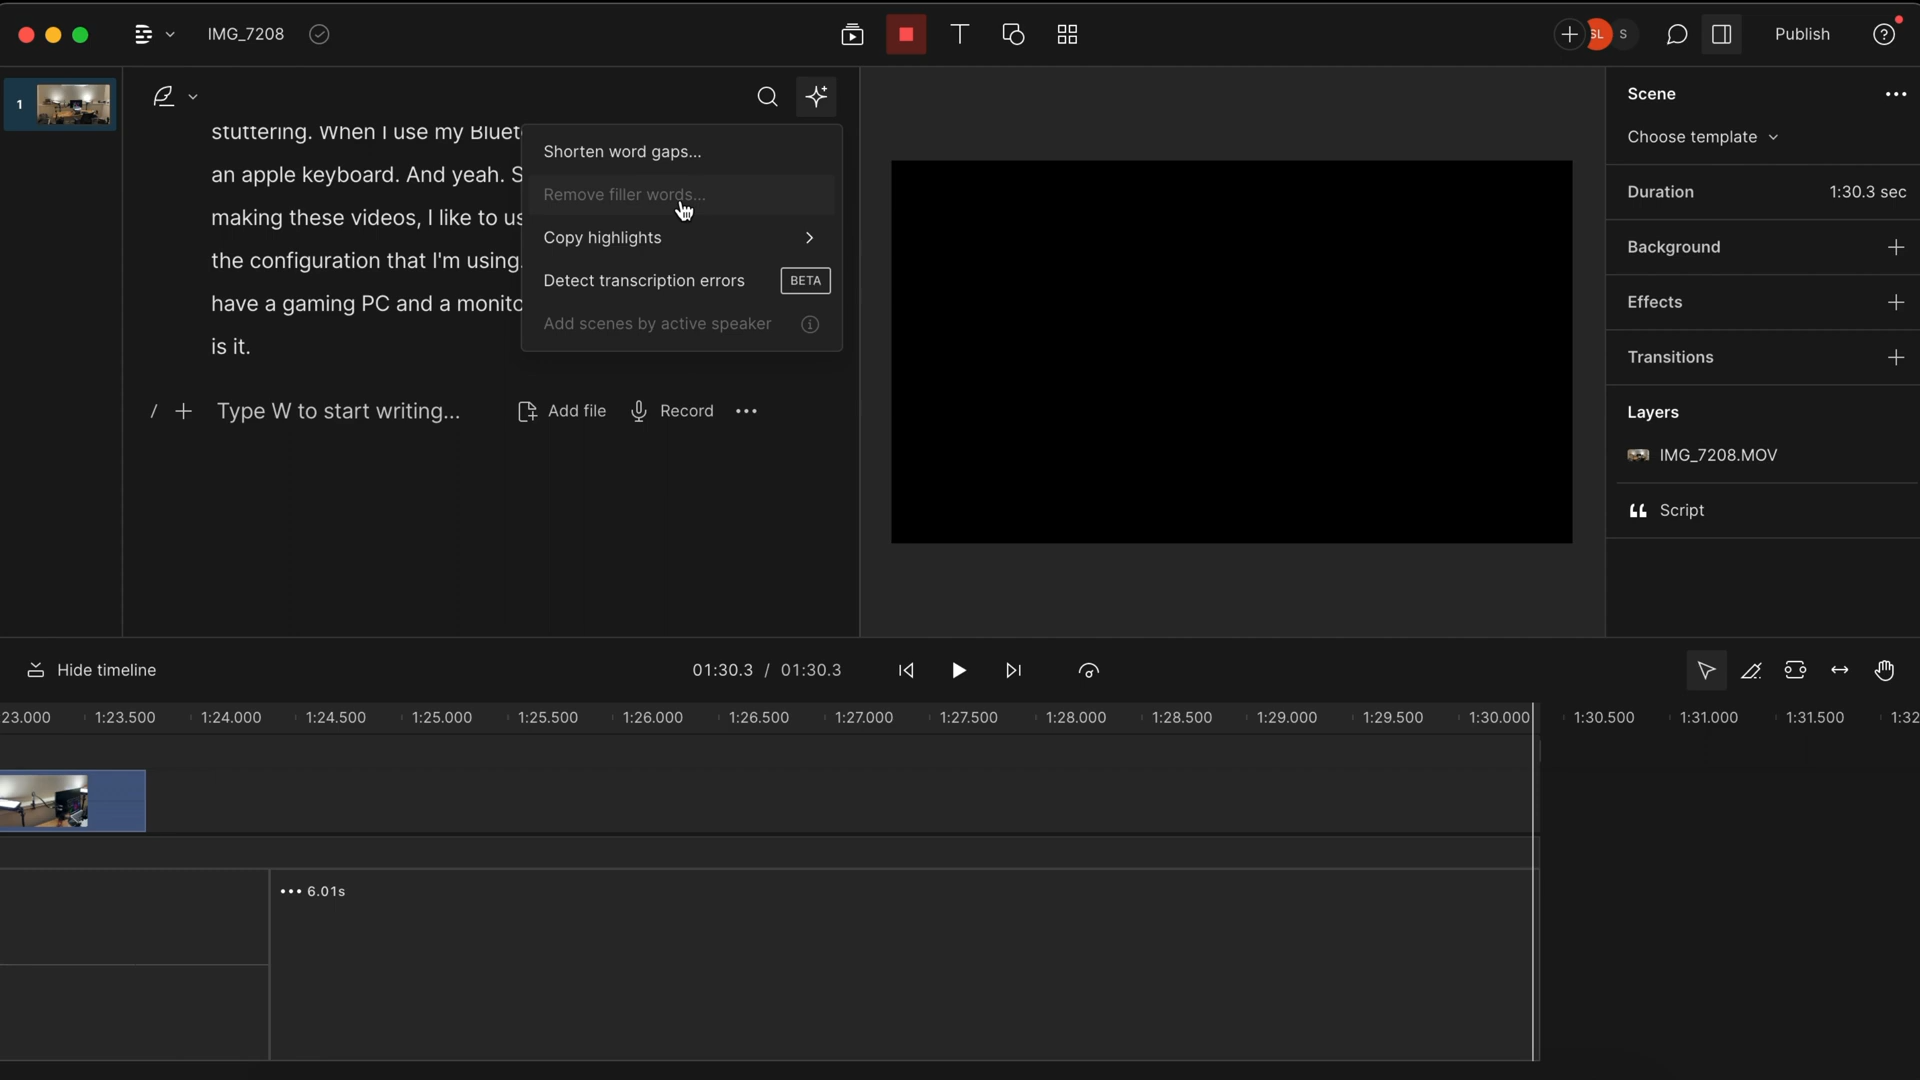 IMG_7208
SL
S
Publish
1
stuttering. When I use my Bluet
an apple keyboard. And yeah. S
making these videos, I like to us
the configuration that I'm using.
have a gaming PC and a monito
is it.
Shorten word gaps...
Remove filler words...
Copy highlights
Detect transcription errors BETA
Add scenes by active speaker
/ + Type W to start writing...
Add file
Record
Scene
Choose template
Duration 1:30.3 sec
Background
Effects
Transitions
Layers
IMG_7208.MOV
Script
Hide timeline
01:30.3 / 01:30.3
23.000 1:23.500 1:24.000 1:24.500 1:25.000 1:25.500 1:26.000 1:26.500 1:27.000 1:27.500 1:28.000 1:28.500 1:29.000 1:29.500 1:30.000 1:30.500 1:31.000 1:31.500 1:32
••• 6.01s